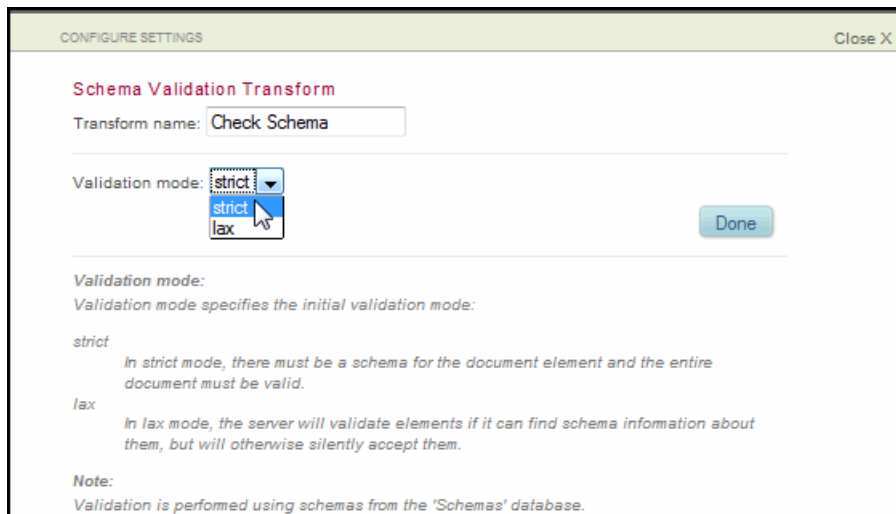 CONFIGURE SETTINGS
Close X
Schema Validation Transform
Transform name: Check Schema
Validation mode: strict
strict
lax
Done
Validation mode:
Validation mode specifies the initial validation mode:
strict
In strict mode, there must be a schema for the document element and the entire
document must be valid.
lax
In lax mode, the server will validate elements if it can find schema information about
them, but will otherwise silently accept them.
Note:
Validation is performed using schemas from the 'Schemas' database.